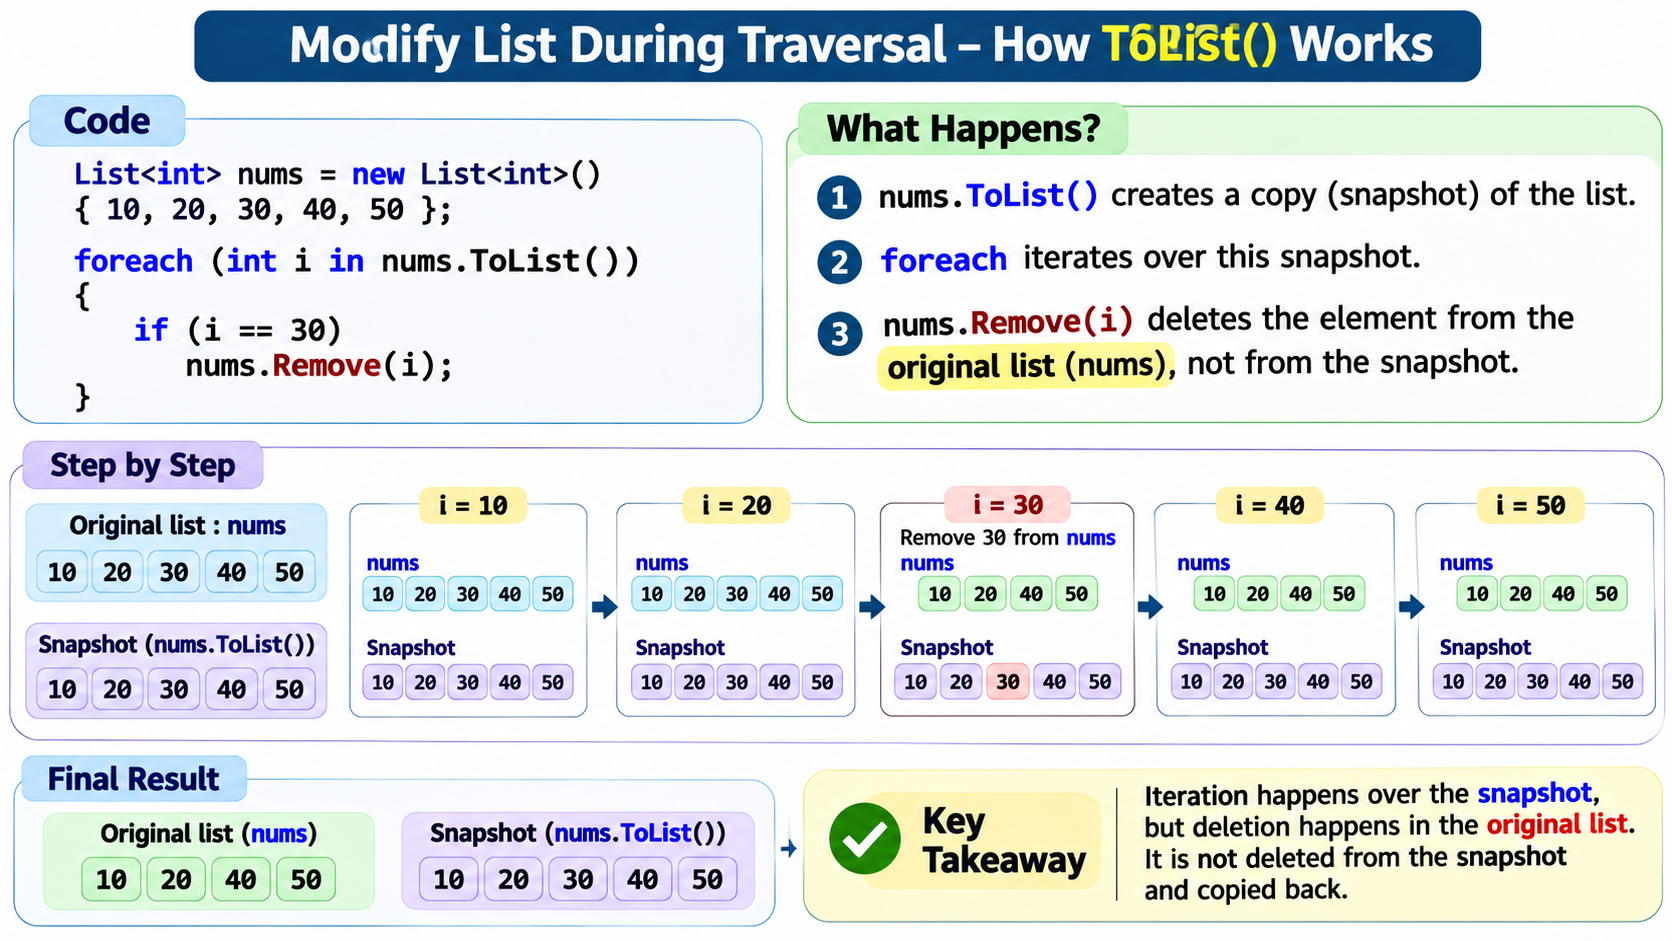 Modify List During Traversal – How ToList() Works
Code
List<int> nums = new List<int>()
{ 10, 20, 30, 40, 50 };
foreach (int i in nums.ToList())
{
if (i == 30)
nums.Remove(i);
}
What Happens?
1 nums.ToList() creates a copy (snapshot) of the list.
2 foreach iterates over this snapshot.
3 nums.Remove(i) deletes the element from the
original list (nums), not from the snapshot.
Step by Step
Original list : nums
10 20 30 40 50
Snapshot (nums.ToList())
10 20 30 40 50
i = 10
nums
10 20 30 40 50
Snapshot
10 20 30 40 50
i = 20
nums
10 20 30 40 50
Snapshot
10 20 30 40 50
i = 30
Remove 30 from nums
nums
10 20 40 50
Snapshot
10 20 30 40 50
i = 40
nums
10 20 40 50
Snapshot
10 20 30 40 50
i = 50
nums
10 20 40 50
Snapshot
10 20 30 40 50
Final Result
Original list (nums)
10 20 40 50
Snapshot (nums.ToList())
10 20 30 40 50
Key
Takeaway
Iteration happens over the snapshot,
but deletion happens in the original list.
It is not deleted from the snapshot
and copied back.